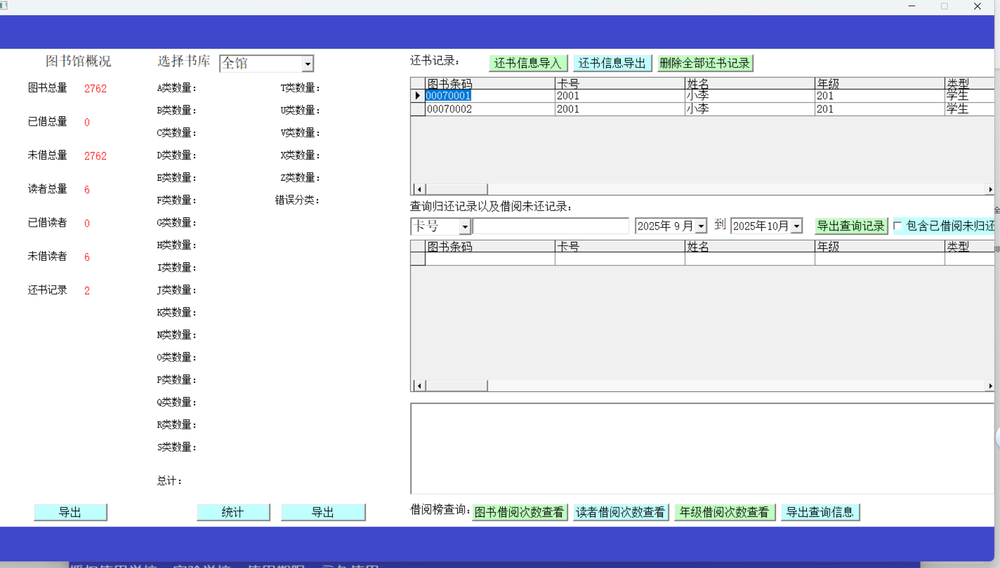 图书馆概况
图书总量 2762
已借总量 0
未借总量 2762
读者总量 6
已借读者 0
未借读者 6
还书记录 2
导出
选择书库 全馆
A类数量： T类数量：
B类数量： U类数量：
C类数量： V类数量：
D类数量： X类数量：
E类数量： Z类数量：
F类数量： 错误分类：
G类数量：
H类数量：
I类数量：
J类数量：
K类数量：
N类数量：
O类数量：
P类数量：
Q类数量：
R类数量：
S类数量：
总计：
统计 导出
还书记录： 还书信息导入 还书信息导出 删除全部还书记录
图书条码 卡号 姓名 年级 类型
00070001 2001 小李 201 学生
00070002 2001 小李 201 学生
查询归还记录以及借阅未还记录：
卡号 2025年 9月 到 2025年10月 导出查询记录 包含已借阅未归还
图书条码 卡号 姓名 年级 类型
借阅榜查询： 图书借阅次数查看 读者借阅次数查看 年级借阅次数查看 导出查询信息